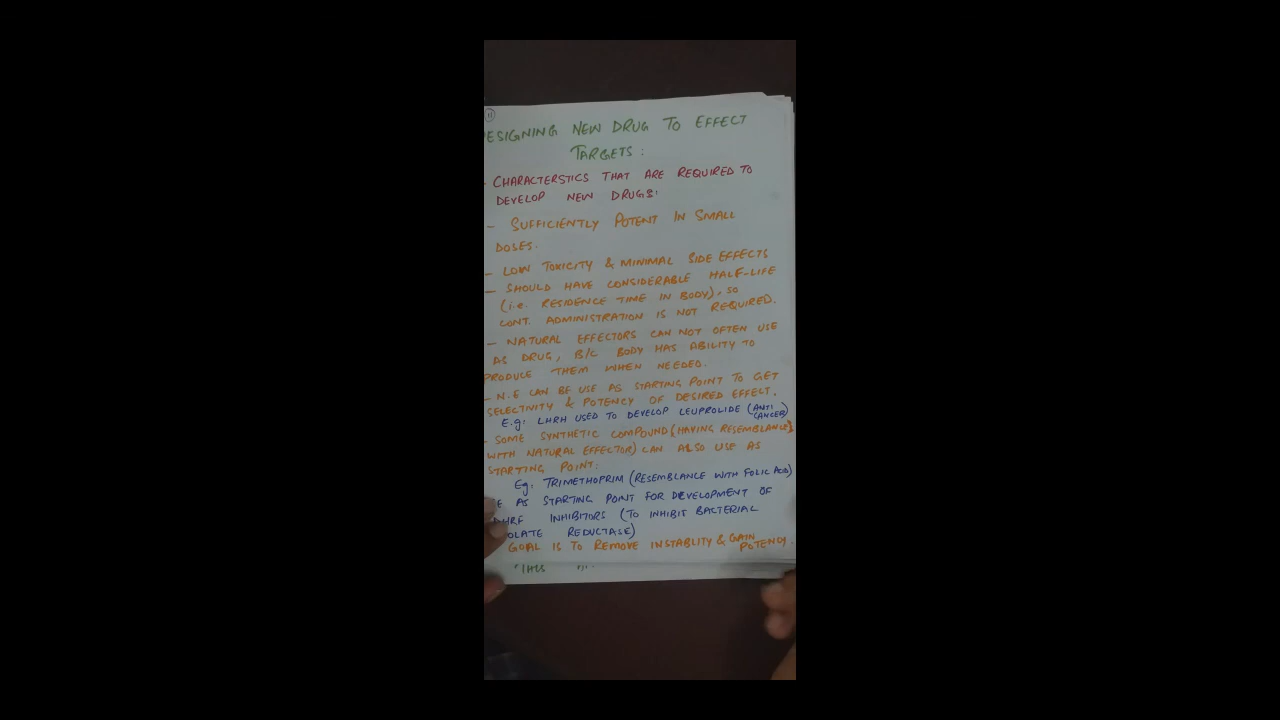 11
ESIGNING NEW DRUG TO EFFECT
TARGETS:
- CHARACTERSTICS THAT ARE REQUIRED TO
DEVELOP NEW DRUGS:
- SUFFICIENTLY POTENT IN SMALL
DOSES.
- LOW TOXICITY & MINIMAL SIDE EFFECTS
- SHOULD HAVE CONSIDERABLE HALF-LIFE
(i.e. RESIDENCE TIME IN BODY), SO
CONT. ADMINISTRATION IS NOT REQUIRED.
- NATURAL EFFECTORS CAN NOT OFTEN USE
AS DRUG, B/C BODY HAS ABILITY TO
PRODUCE THEM WHEN NEEDED.
- N.E CAN BE USE AS STARTING POINT TO GET
SELECTIVITY & POTENCY OF DESIRED EFFECT.
E.g: LHRH USED TO DEVELOP LEUPROLIDE (ANTI CANCER)
- SOME SYNTHETIC COMPOUND (HAVING RESEMBLANCE
WITH NATURAL EFFECTOR) CAN ALSO USE AS
STARTING POINT:
Eg: TRIMETHOPRIM (RESEMBLANCE WITH FOLIC ACID)
E AS STARTING POINT FOR DEVELOPMENT OF
DHRF INHIBITORS (TO INHIBIT BACTERIAL
OLATE REDUCTASE)
GOAL IS TO REMOVE INSTABLITY & GAIN POTENCY.